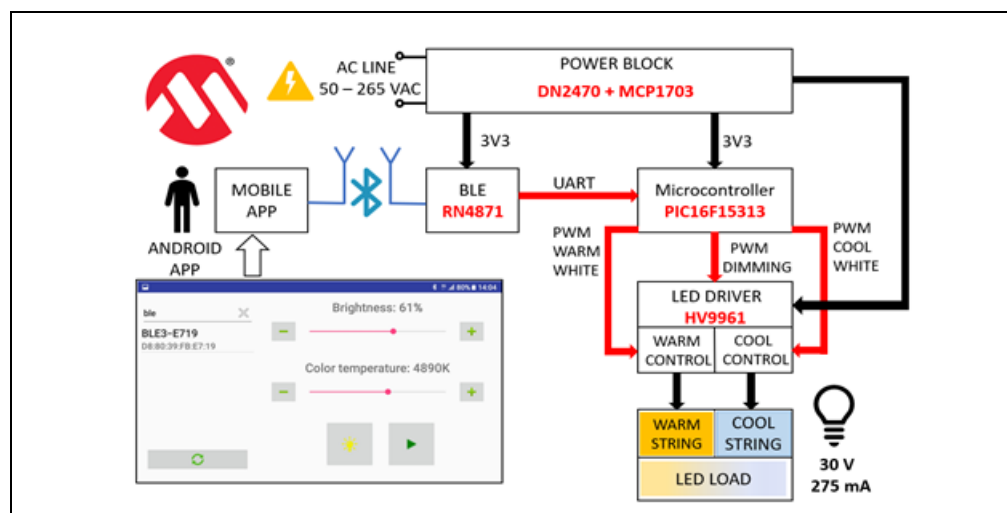 ®
AC LINE
50 – 265 VAC
POWER BLOCK
DN2470 + MCP1703
3V3
3V3
MOBILE
APP
BLE
RN4871
UART
Microcontroller
PIC16F15313
ANDROID
APP
PWM
WARM
WHITE
PWM
DIMMING
PWM
COOL
WHITE
LED DRIVER
HV9961
WARM
CONTROL
COOL
CONTROL
WARM
STRING
COOL
STRING
LED LOAD
30 V
275 mA
80% 14:04
ble
BLE3-E719
D8:80:39:FB:E7:19
Brightness: 61%
Color temperature: 4890K